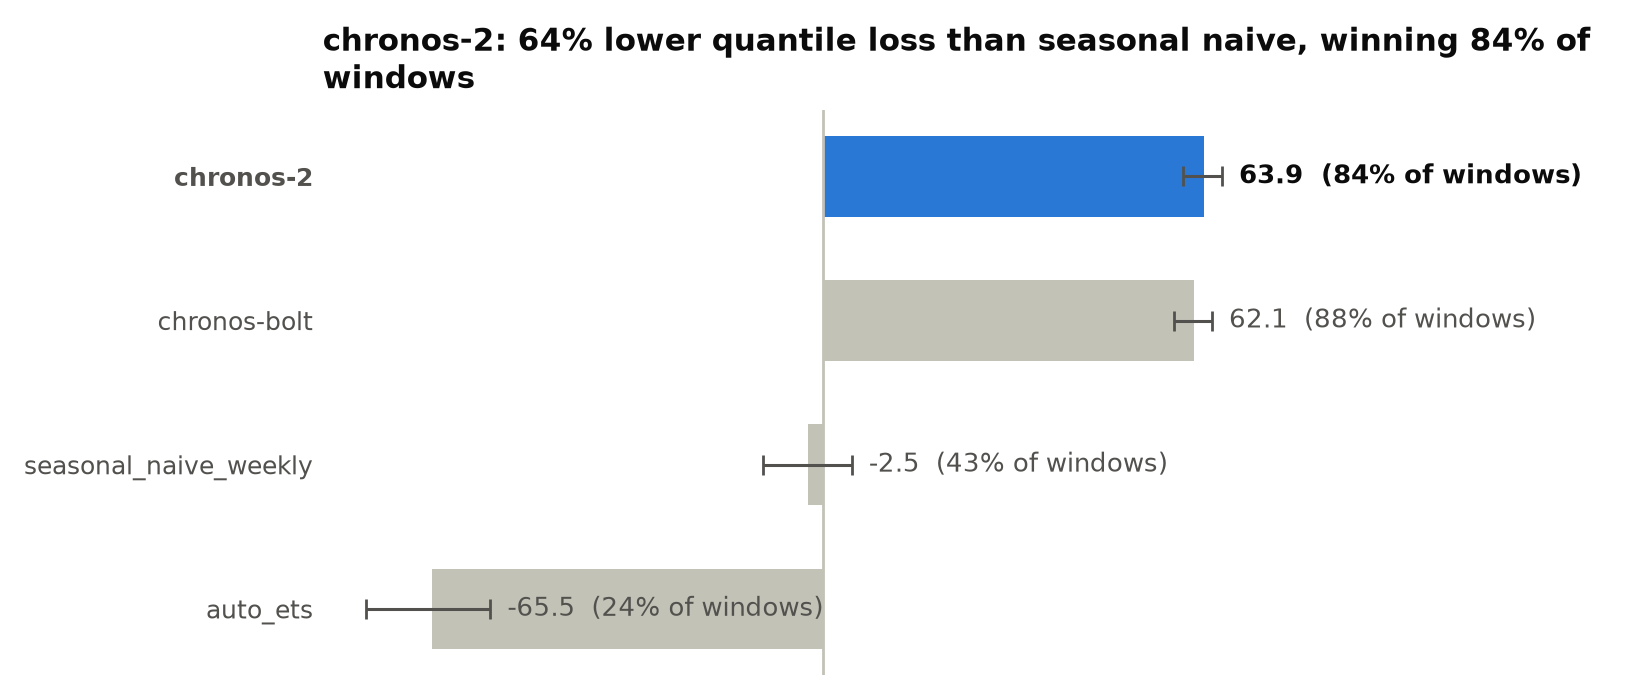 chronos-2: 64% lower quantile loss than seasonal naive, winning 84% of
windows
chronos-2
63.9 (84% of windows)
chronos-bolt
62.1 (88% of windows)
seasonal_naive_weekly
-2.5 (43% of windows)
auto_ets
-65.5 (24% of windows)